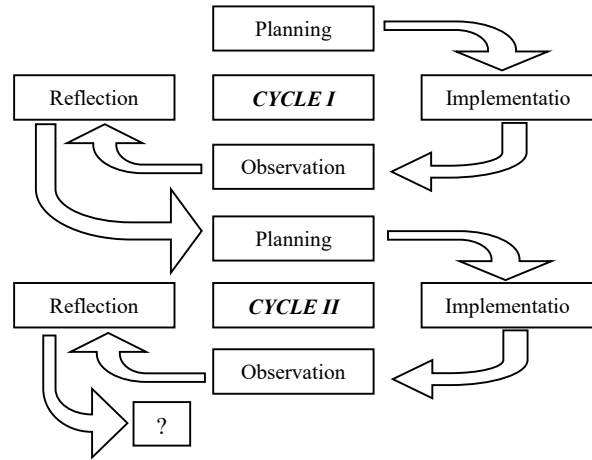 Planning
Reflection
CYCLE I
Implementatio
Observation
Planning
Reflection
CYCLE II
Implementatio
Observation
?